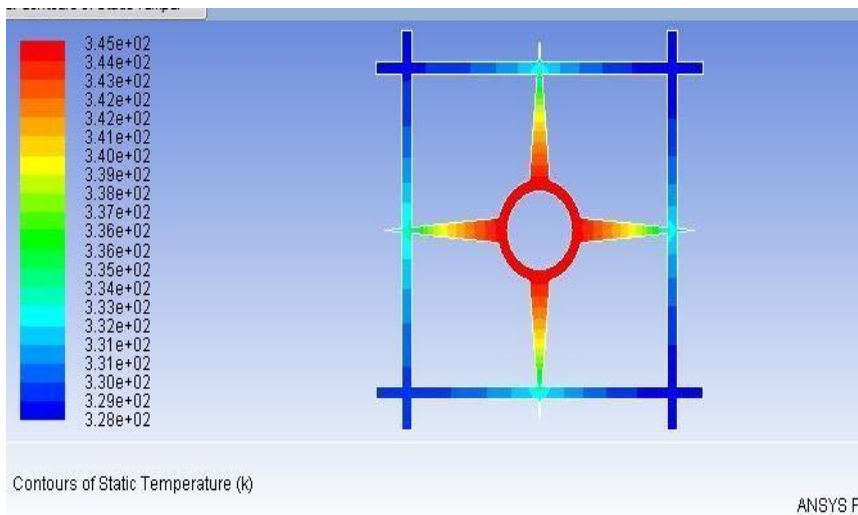 Contours of Static
3.45e+02
3.44e+02
3.43e+02
3.42e+02
3.42e+02
3.41e+02
3.40e+02
3.39e+02
3.38e+02
3.37e+02
3.36e+02
3.35e+02
3.34e+02
3.33e+02
3.32e+02
3.31e+02
3.31e+02
3.30e+02
3.29e+02
3.28e+02
Contours of Static Temperature (k)
ANSYS F